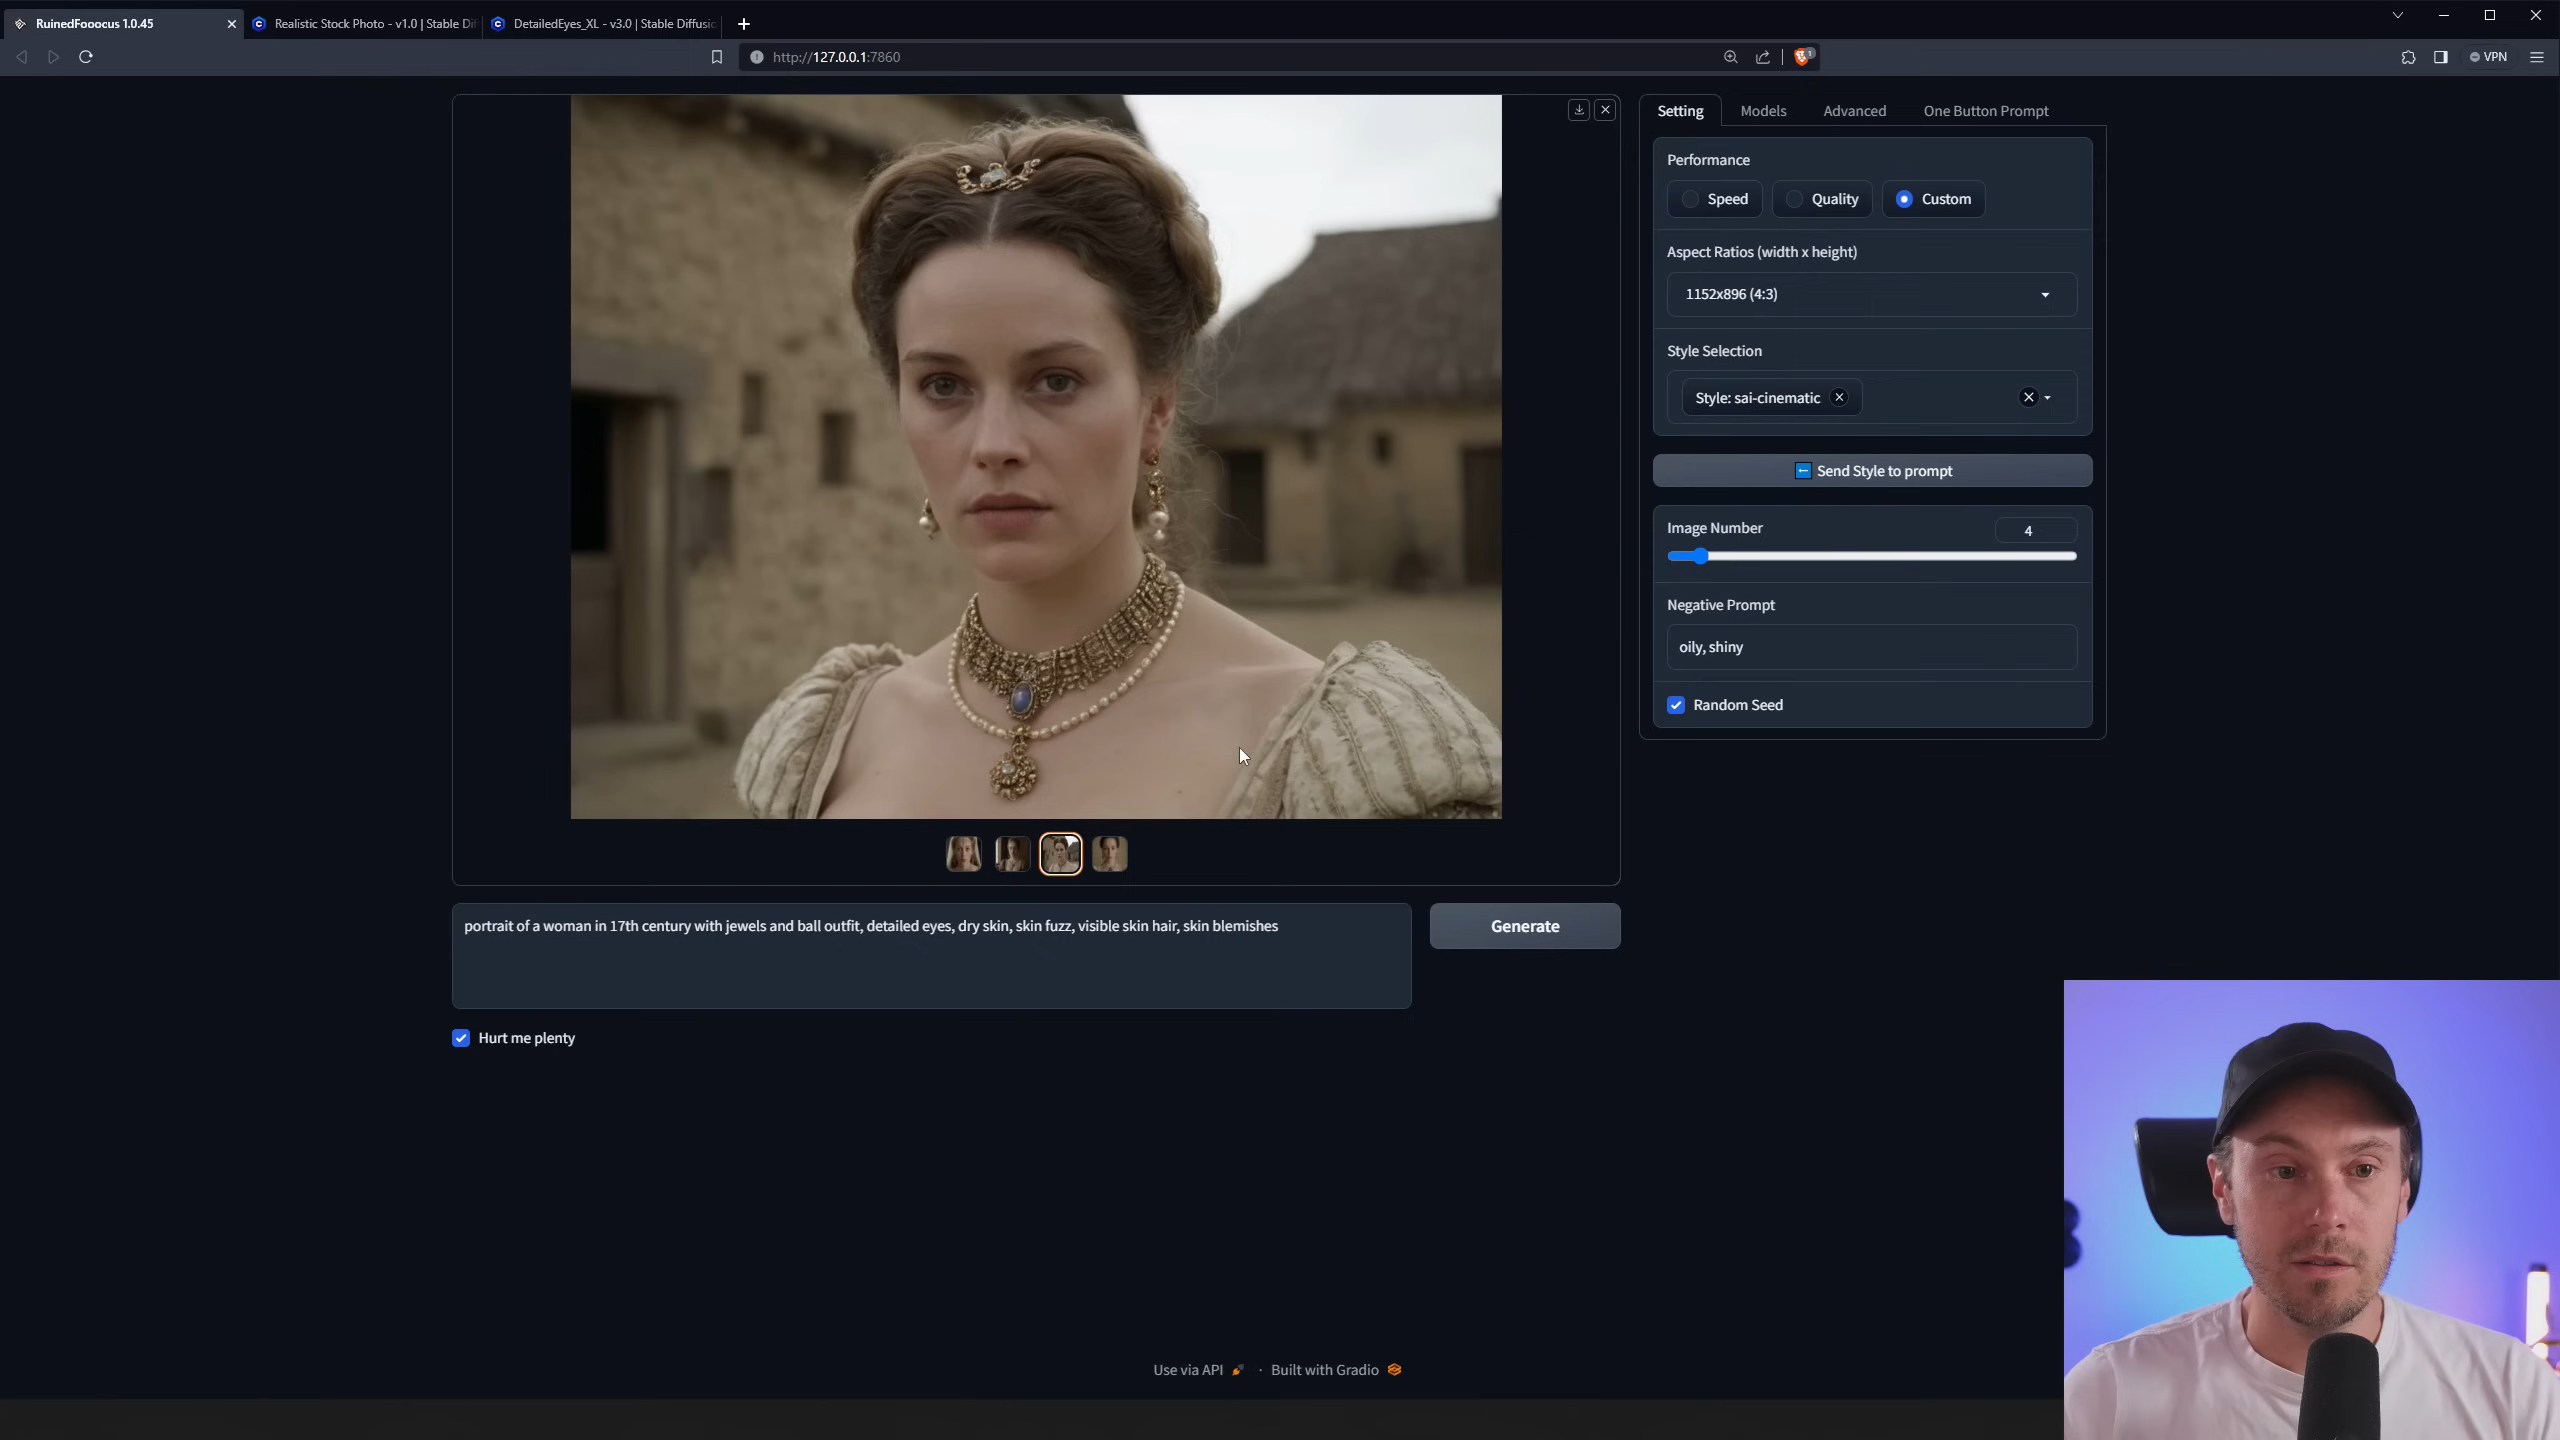 RuinedFooocus 1.0.45
Realistic Stock Photo - v1.0 | Stable Di
DetailedEyes_XL - v3.0 | Stable Diffusi
http://127.0.0.1:7860
1
VPN
Setting
Models
Advanced
One Button Prompt
Performance
Speed
Quality
Custom
Aspect Ratios (width x height)
1152x896 (4:3)
Style Selection
Style: sai-cinematic
Send Style to prompt
Image Number
4
Negative Prompt
oily, shiny
Random Seed
portrait of a woman in 17th century with jewels and ball outfit, detailed eyes, dry skin, skin fuzz, visible skin hair, skin blemishes
Generate
Hurt me plenty
Use via API
· Built with Gradio